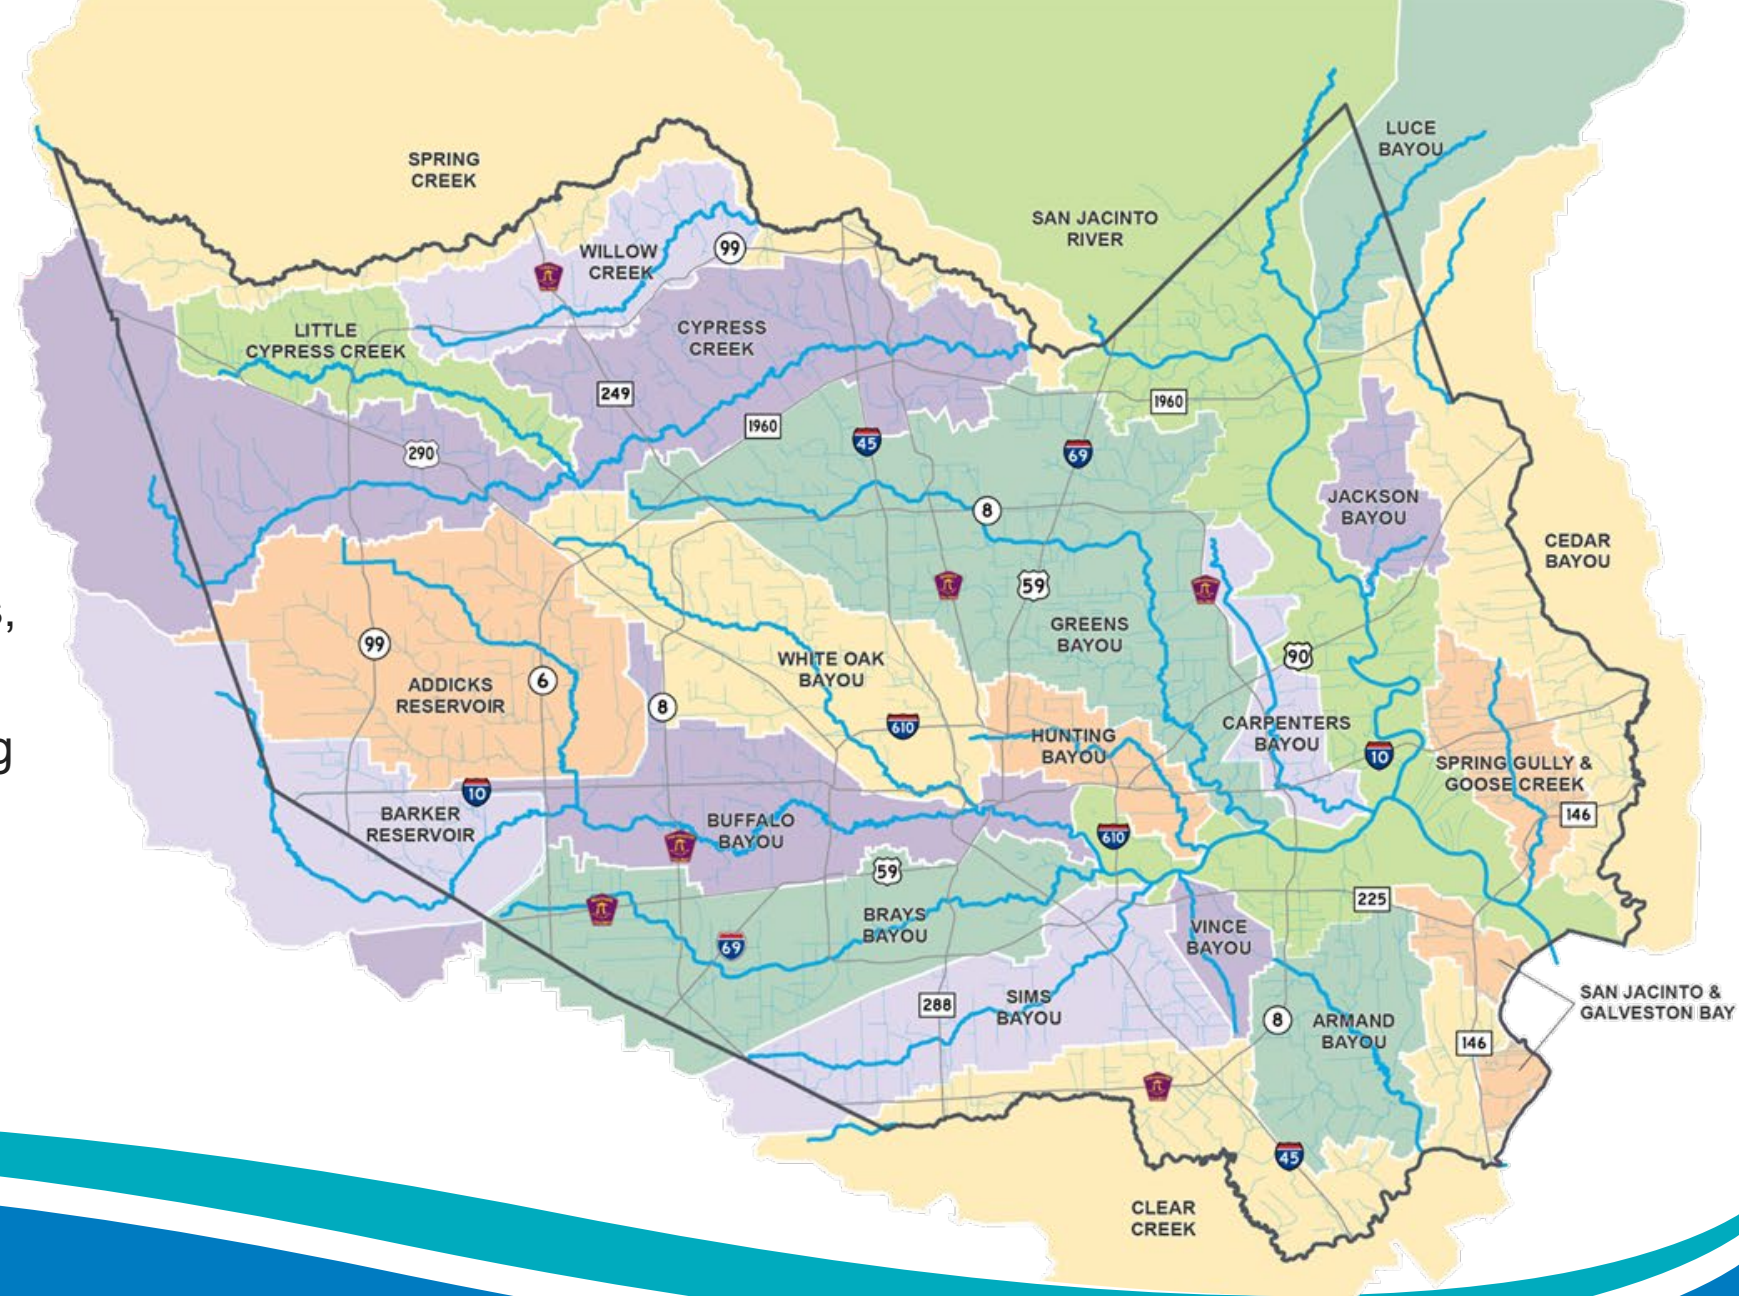 LUCE
BAYOU
SPRING
CREEK
SAN JACINTO
RIVER
WILLOW
CREEK
99
LITTLE
CYPRESS CREEK
CYPRESS
CREEK
249
1960
1960
290
45
69
8
JACKSON
BAYOU
CEDAR
BAYOU
59
s,
GREENS
BAYOU
99
90
WHITE OAK
BAYOU
6
ADDICKS
RESERVOIR
8
610
CARPENTERS
BAYOU
HUNTING
BAYOU
g
10
SPRING GULLY &
GOOSE CREEK
10
BARKER
RESERVOIR
BUFFALO
BAYOU
610
146
59
225
BRAYS
BAYOU
69
VINCE
BAYOU
288
SIMS
BAYOU
8
ARMAND
BAYOU
SAN JACINTO &
GALVESTON BAY
146
45
CLEAR
CREEK